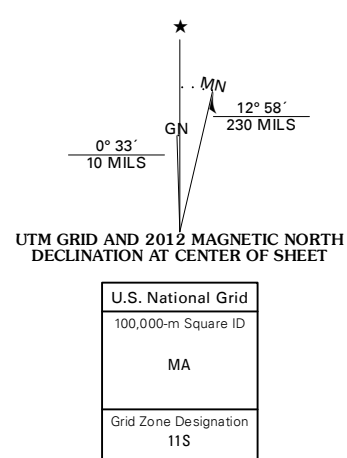 ★
MN
GN
12° 58´
230 MILS
0° 33´
10 MILS
UTM GRID AND 2012 MAGNETIC NORTH
DECLINATION AT CENTER OF SHEET
U.S. National Grid
100,000-m Square ID
MA
Grid Zone Designation
11S